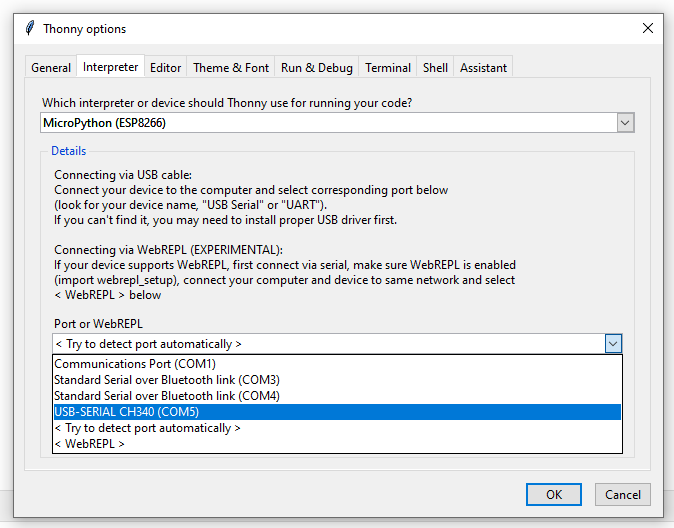 Thonny options
General Interpreter Editor Theme & Font Run & Debug Terminal Shell Assistant
Which interpreter or device should Thonny use for running your code?
MicroPython (ESP8266)
Details
Connecting via USB cable:
Connect your device to the computer and select corresponding port below
(look for your device name, "USB Serial" or "UART").
If you can't find it, you may need to install proper USB driver first.
Connecting via WebREPL (EXPERIMENTAL):
If your device supports WebREPL, first connect via serial, make sure WebREPL is enabled
(import webrepl_setup), connect your computer and device to same network and select
< WebREPL > below
Port or WebREPL
< Try to detect port automatically >
Communications Port (COM1)
Standard Serial over Bluetooth link (COM3)
Standard Serial over Bluetooth link (COM4)
USB-SERIAL CH340 (COM5)
< Try to detect port automatically >
< WebREPL >
OK Cancel